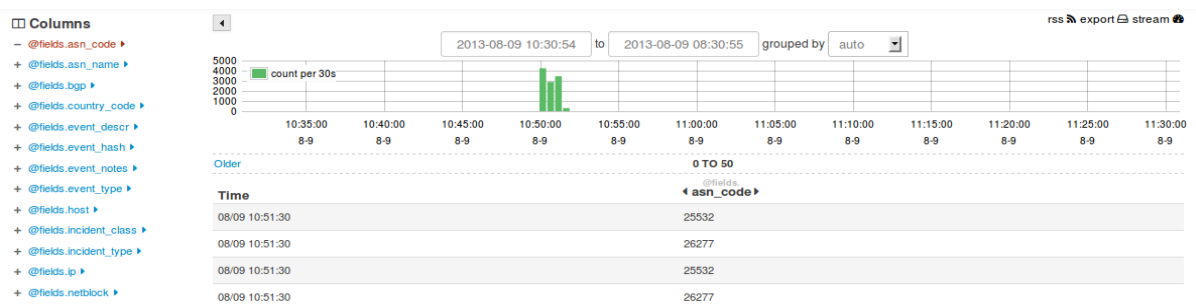 Columns
rss export stream
− @fields.asn_code
+ @fields.asn_name
+ @fields.bgp
+ @fields.country_code
+ @fields.event_descr
+ @fields.event_hash
+ @fields.event_notes
+ @fields.event_type
+ @fields.host
+ @fields.incident_class
+ @fields.incident_type
+ @fields.ip
+ @fields.netblock
2013-08-09 10:30:54 to 2013-08-09 08:30:55 grouped by auto
5000
4000
3000
2000
1000
0
count per 30s
10:35:00 10:40:00 10:45:00 10:50:00 10:55:00 11:00:00 11:05:00 11:10:00 11:15:00 11:20:00 11:25:00 11:30:00
8-9 8-9 8-9 8-9 8-9 8-9 8-9 8-9 8-9 8-9 8-9 8-9
Older 0 TO 50
@fields.
Time asn_code
08/09 10:51:30 25532
08/09 10:51:30 26277
08/09 10:51:30 25532
08/09 10:51:30 26277